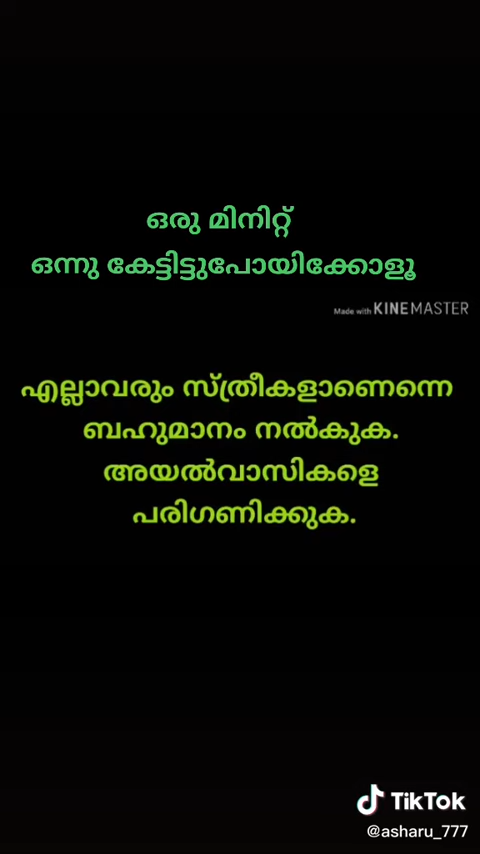 ഒരു മിനിറ്റ്
ഒന്നു കേട്ടിട്ടുപോയിക്കോളൂ
Made with KINEMASTER
എല്ലാവരും സ്ത്രീകളാണെന്നെ
ബഹുമാനം നൽകുക.
അയൽവാസികളെ
പരിഗണിക്കുക.
TikTok
@asharu_777